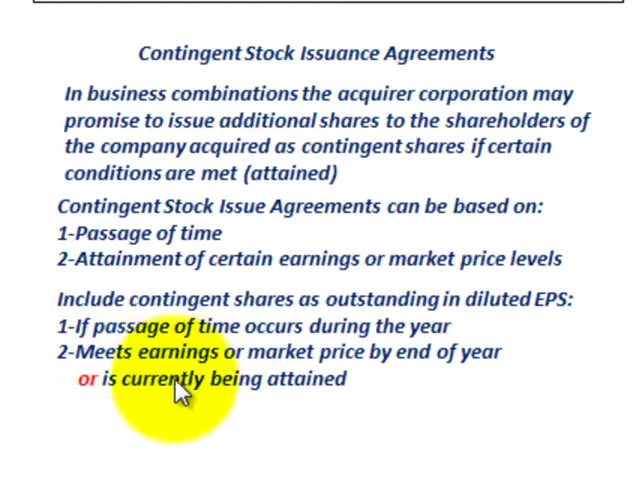 Contingent Stock Issuance Agreements
In business combinations the acquirer corporation may
promise to issue additional shares to the shareholders of
the company acquired as contingent shares if certain
conditions are met (attained)
Contingent Stock Issue Agreements can be based on:
1-Passage of time
2-Attainment of certain earnings or market price levels
Include contingent shares as outstanding in diluted EPS:
1-If passage of time occurs during the year
2-Meets earnings or market price by end of year
or is currently being attained